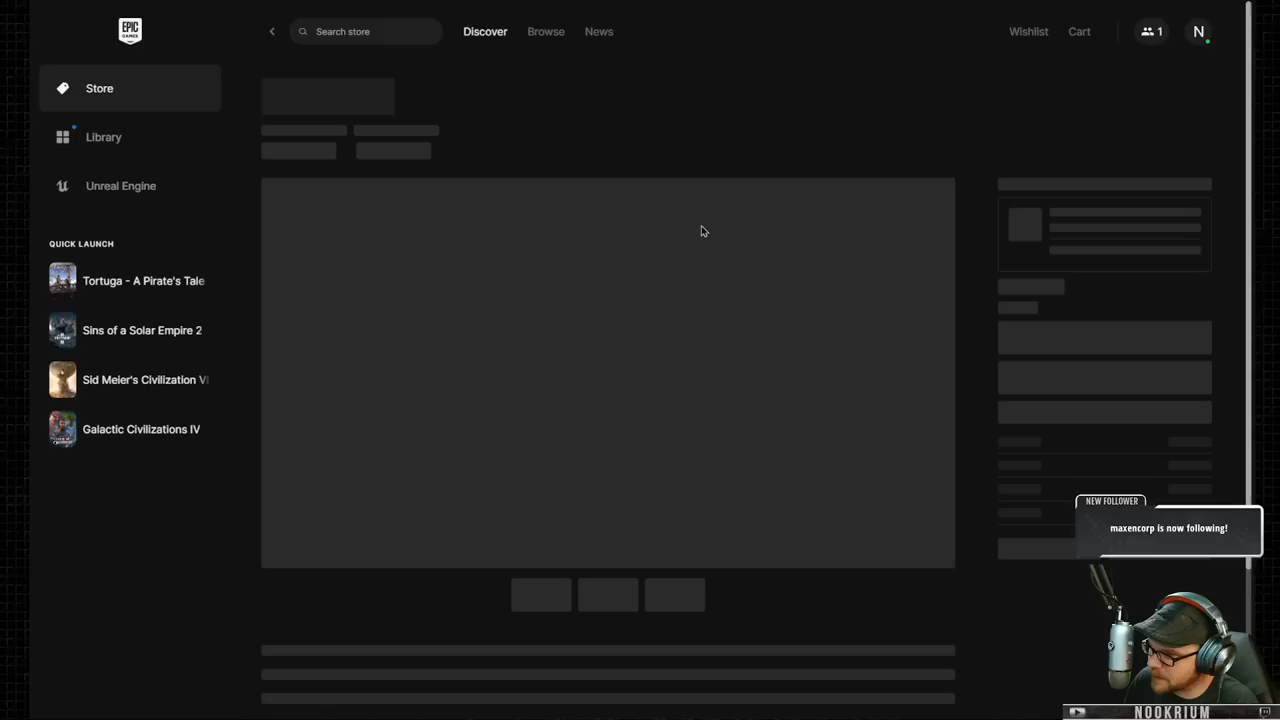 EPIC
GAMES
Search store
Discover
Browse
News
Wishlist
Cart
1
N
Store
Library
Unreal Engine
QUICK LAUNCH
Tortuga - A Pirate's Tale
Sins of a Solar Empire 2
Sid Meier's Civilization VI
Galactic Civilizations IV
NEW FOLLOWER
maxencorp is now following!
NOOKRIUM